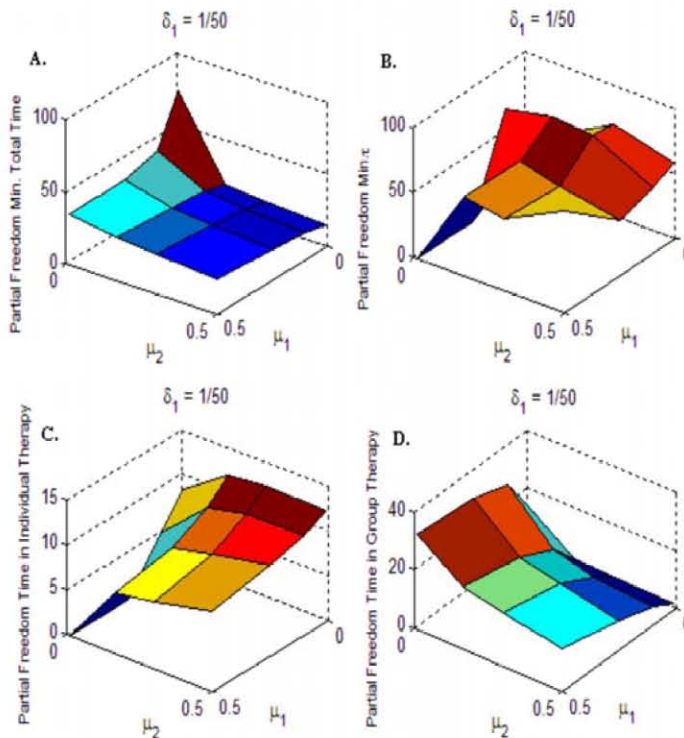 δ1 = 1/50
A.
Partial Freedom Min. Total Time
100
50
0
0
0.5
0.5
0
μ2
μ1
δ1 = 1/50
B.
Partial Freedom Min.τ
100
50
0
0
0.5
0.5
0
μ2
μ1
δ1 = 1/50
C.
Partial Freedom Time in Individual Therapy
15
10
5
0
0
0.5
0.5
0
μ2
μ1
δ1 = 1/50
D.
Partial Freedom Time in Group Therapy
40
20
0
0
0.5
0.5
0
μ2
μ1